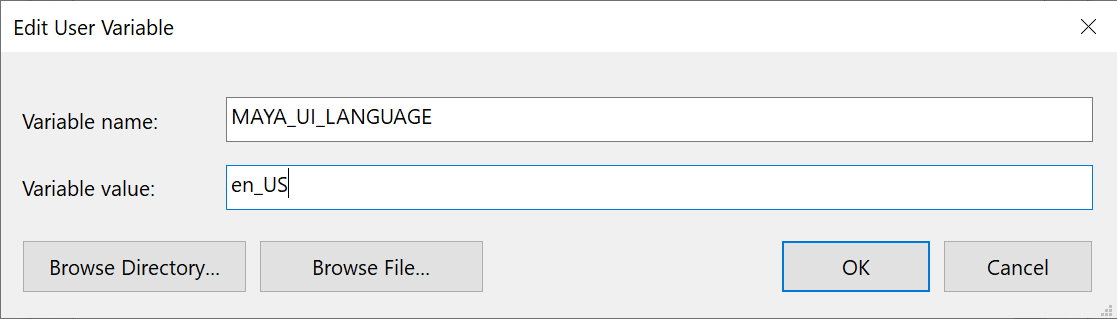 Edit User Variable
Variable name:
MAYA_UI_LANGUAGE
Variable value:
en_US
Browse Directory...
Browse File...
OK
Cancel